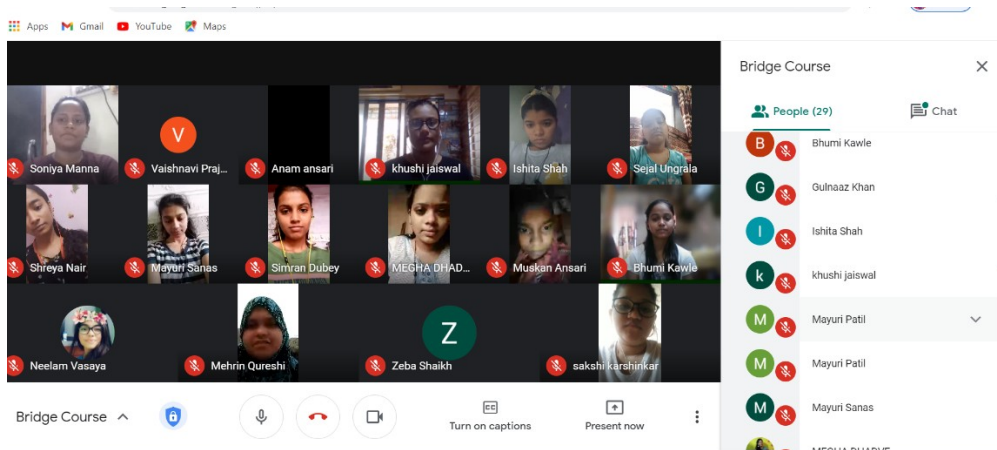 Apps Gmail YouTube Maps
Bridge Course
People (29) Chat
V
Soniya Manna Vaishnavi Praj... Anam ansari khushi jaiswal Ishita Shah Sejal Ungrala
Shreya Nair Mayuri Sanas Simran Dubey MEGHA DHAD... Muskan Ansari Bhumi Kawle
Z
Neelam Vasaya Mehrin Qureshi Zeba Shaikh sakshi karshinkar
B Bhumi Kawle
G Gulnaaz Khan
I Ishita Shah
k khushi jaiswal
M Mayuri Patil
M Mayuri Patil
M Mayuri Sanas
Bridge Course
CC
Turn on captions Present now